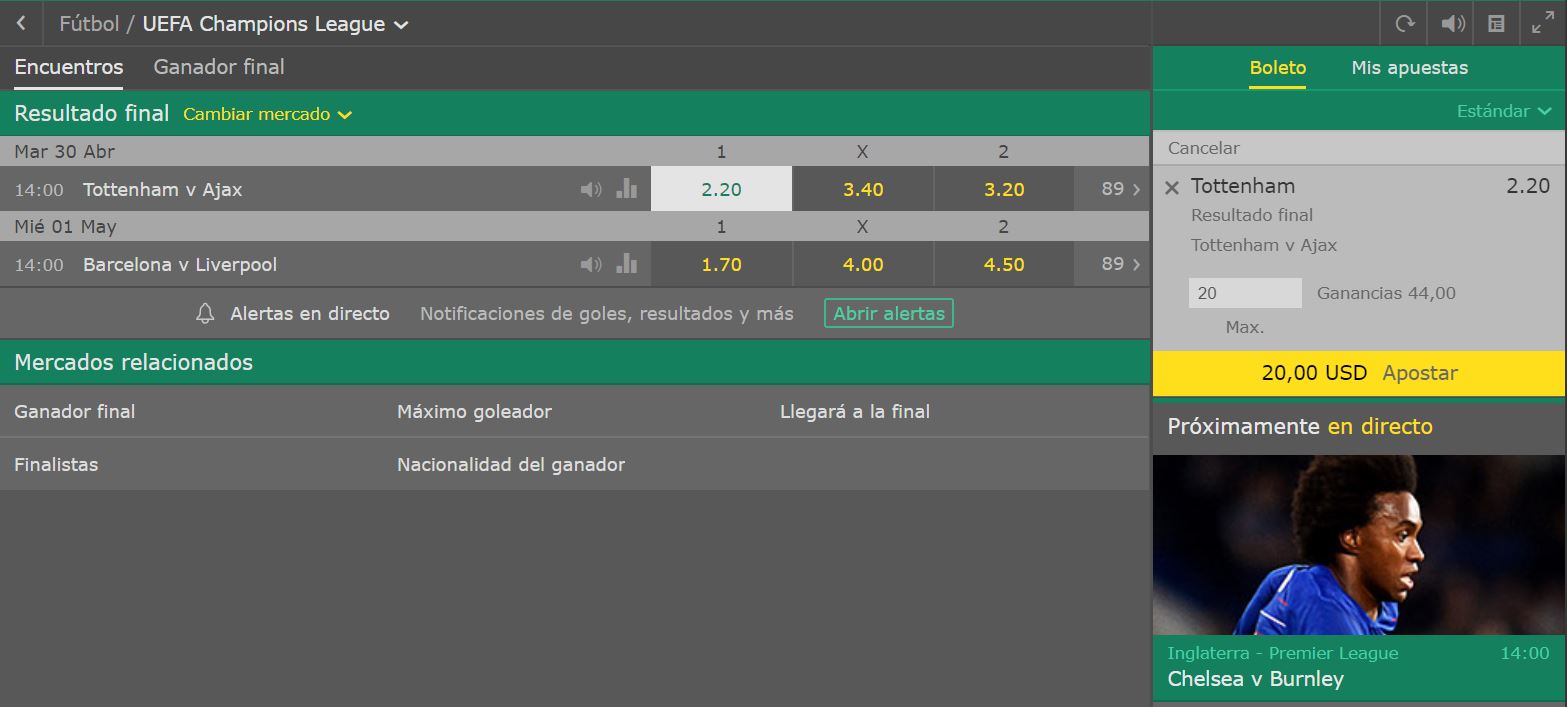 Fútbol / UEFA Champions League
Encuentros Ganador final
Resultado final Cambiar mercado
Mar 30 Abr 1 X 2
14:00 Tottenham v Ajax 2.20 3.40 3.20 89
Mié 01 May 1 X 2
14:00 Barcelona v Liverpool 1.70 4.00 4.50 89
Alertas en directo Notificaciones de goles, resultados y más Abrir alertas
Mercados relacionados
Ganador final Máximo goleador Llegará a la final
Finalistas Nacionalidad del ganador
Boleto Mis apuestas
Estándar
Cancelar
Tottenham 2.20
Resultado final
Tottenham v Ajax
20 Ganancias 44,00
Max.
20,00 USD Apostar
Próximamente en directo
Inglaterra - Premier League 14:00
Chelsea v Burnley